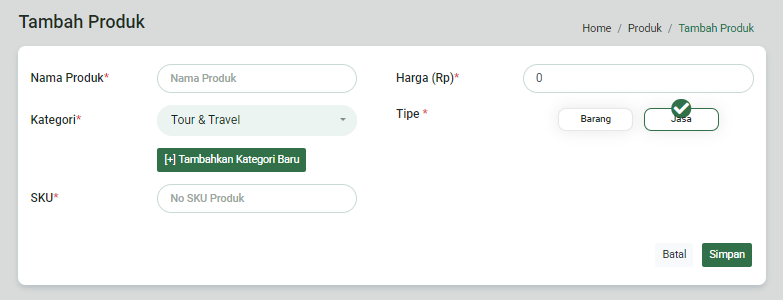 Tambah Produk
Home / Produk / Tambah Produk
Nama Produk*
Nama Produk
Harga (Rp)*
0
Kategori*
Tour & Travel
Tipe *
Barang
Jasa
[+] Tambahkan Kategori Baru
SKU*
No SKU Produk
Batal
Simpan